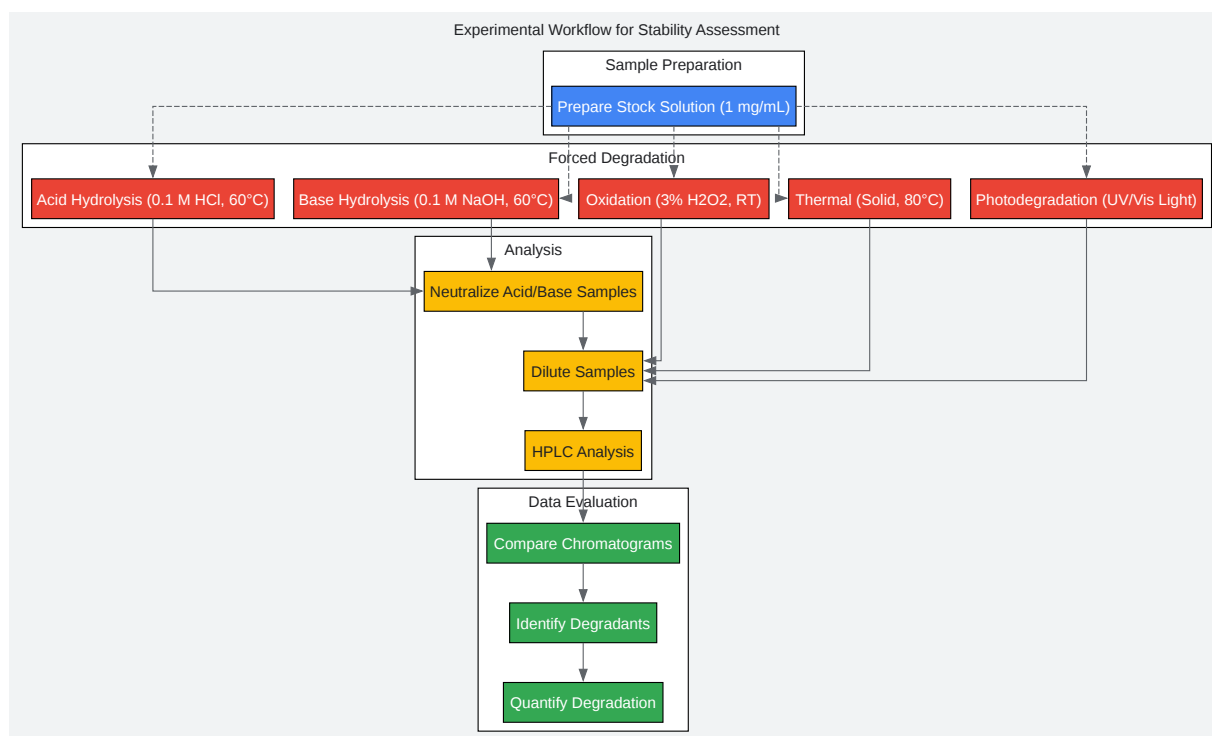 Experimental Workflow for Stability Assessment
Sample Preparation
Prepare Stock Solution (1 mg/mL)
Forced Degradation
Acid Hydrolysis (0.1 M HCl, 60°C)
Base Hydrolysis (0.1 M NaOH, 60°C)
Oxidation (3% H2O2, RT)
Thermal (Solid, 80°C)
Photodegradation (UV/Vis Light)
Analysis
Neutralize Acid/Base Samples
Dilute Samples
HPLC Analysis
Data Evaluation
Compare Chromatograms
Identify Degradants
Quantify Degradation